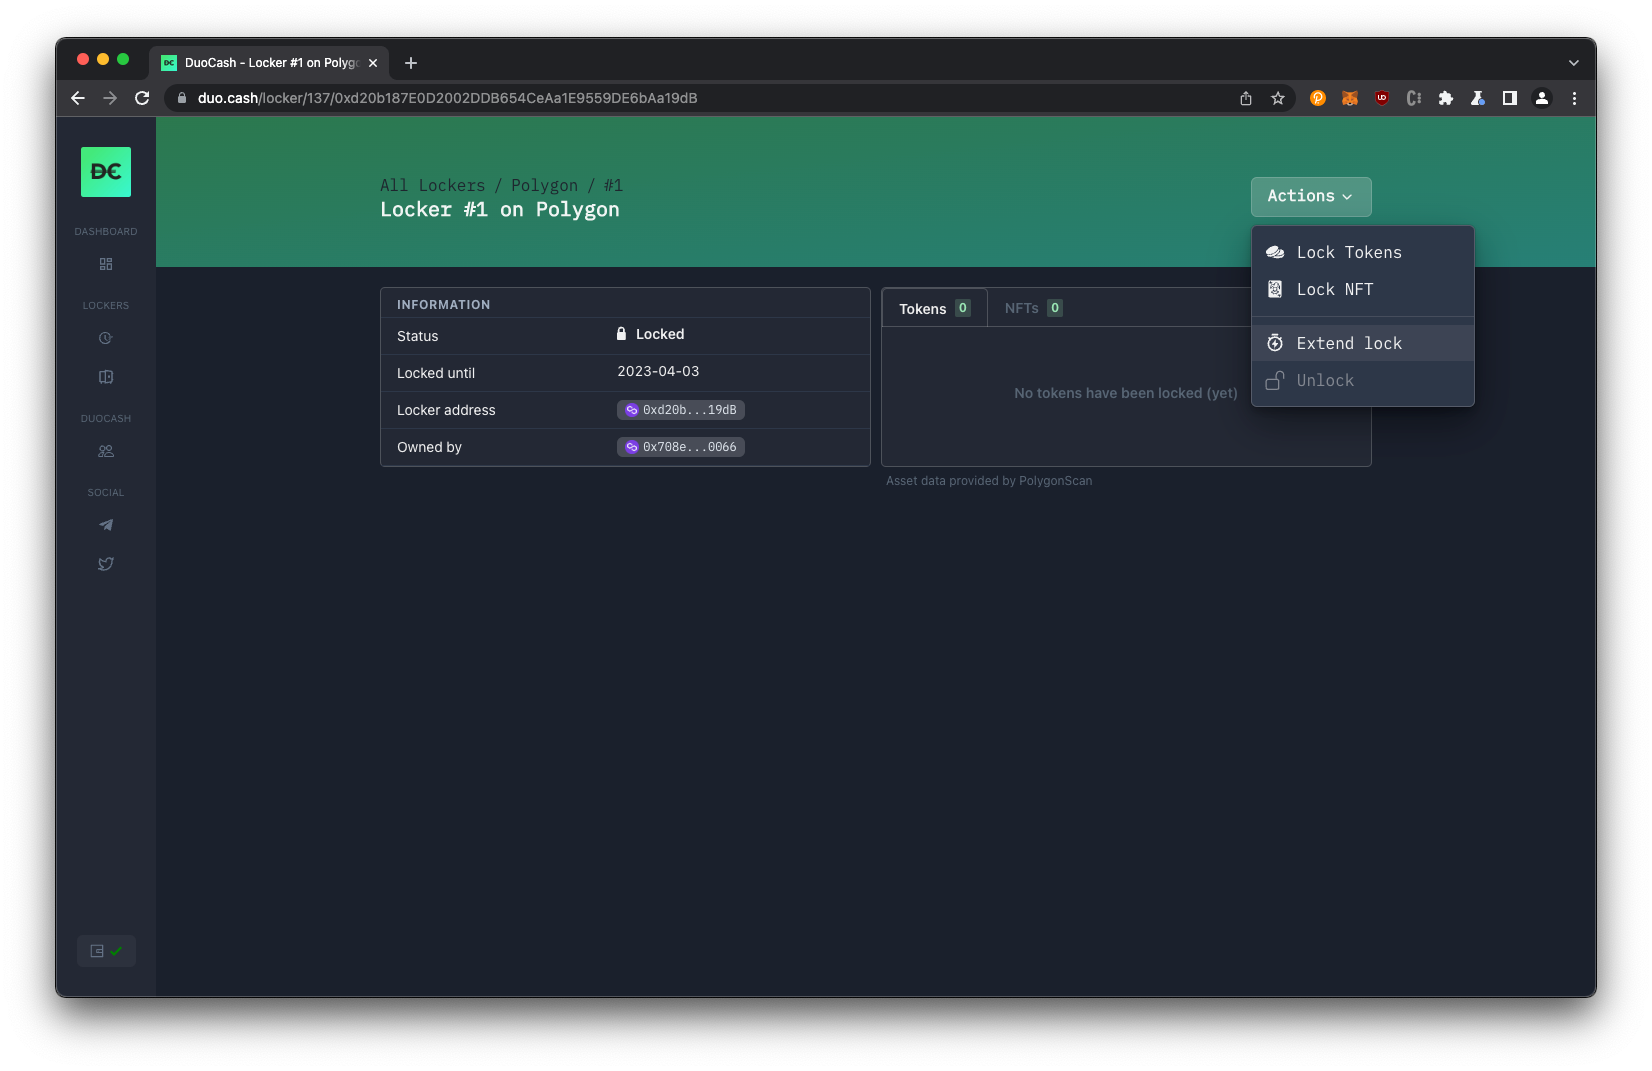 DuoCash - Locker #1 on Polygo
duo.cash/locker/137/0xd20b187E0D2002DDB654CeAa1E9559DE6bAa19dB
DC
DASHBOARD
LOCKERS
DUOCASH
SOCIAL
All Lockers / Polygon / #1
Locker #1 on Polygon
Actions
Lock Tokens
Lock NFT
Extend lock
Unlock
INFORMATION
Status Locked
Locked until 2023-04-03
Locker address 0xd20b...19dB
Owned by 0x708e...0066
Tokens 0 NFTs 0
No tokens have been locked (yet)
Asset data provided by PolygonScan